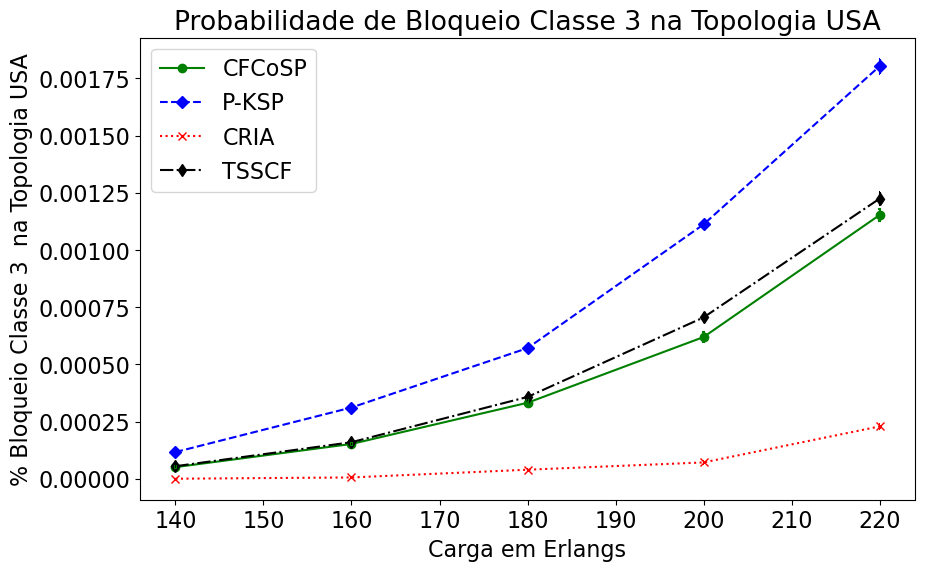 Probabilidade de Bloqueio Classe 3 na Topologia USA
% Bloqueio Classe 3  na Topologia USA
0.00175
0.00150
0.00125
0.00100
0.00075
0.00050
0.00025
0.00000
CFCoSP
P-KSP
CRIA
TSSCF
140 150 160 170 180 190 200 210 220
Carga em Erlangs